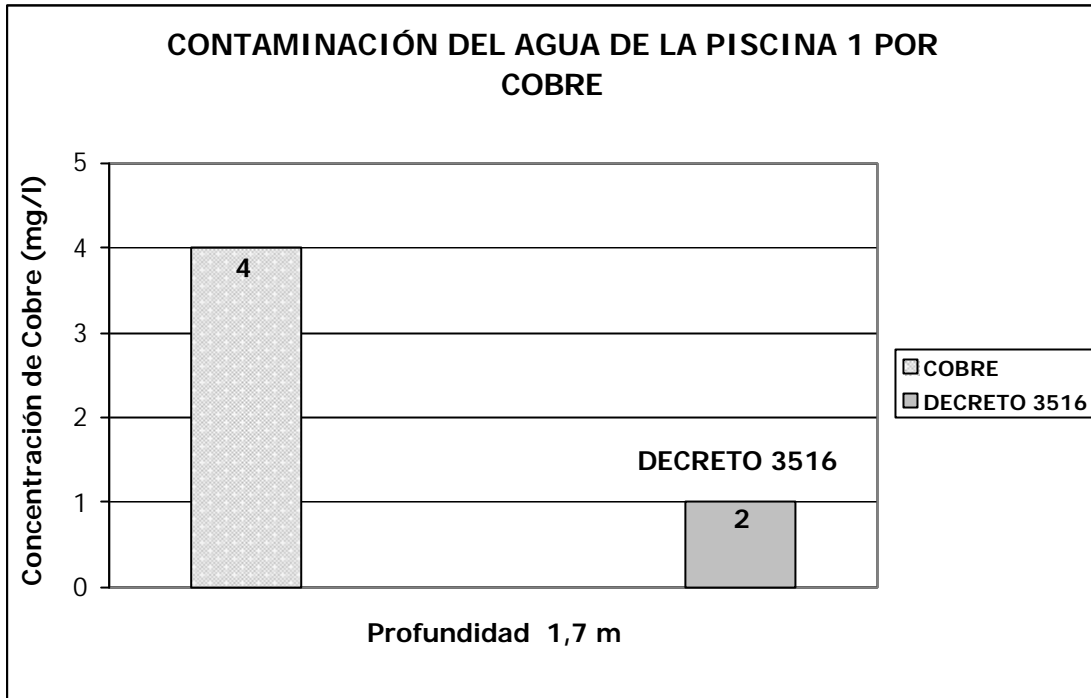 CONTAMINACIÓN DEL AGUA DE LA PISCINA 1 POR
COBRE
Concentración de Cobre (mg/l)
5
4
3
2
1
0
4
DECRETO 3516
2
Profundidad 1,7 m
COBRE
DECRETO 3516